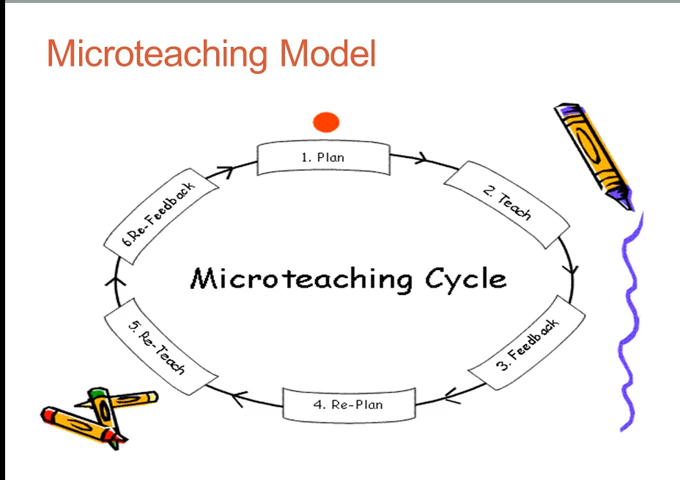 Microteaching Model
1. Plan
2. Teach
3. Feedback
4. Re-Plan
5. Re-Teach
6.Re-Feedback
Microteaching Cycle